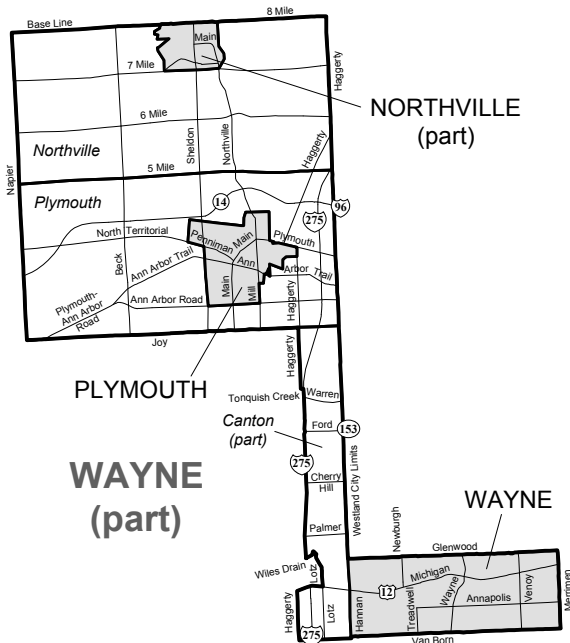 Base Line
8 Mile
Main
7 Mile
Haggerty
NORTHVILLE
(part)
6 Mile
Sheldon
Northville
Haggerty
Northville
5 Mile
Napier
Plymouth
14
96
275
North Territorial
Penniman
Main
Plymouth
Beck
Ann Arbor Trail
Ann
Arbor Trail
Plymouth-
Ann Arbor
Road
Ann Arbor Road
Main
Mill
Haggerty
Joy
Haggerty
PLYMOUTH
Tonquish Creek
Warren
Canton
(part)
Ford
153
275
WAYNE
(part)
Cherry
Hill
Westland City Limits
Palmer
WAYNE
Newburgh
Glenwood
Wiles Drain
Lotz
Michigan
12
Haggerty
Lotz
Hannan
Treadwell
Wayne
Annapolis
Venoy
Merrimen
275
Van Born